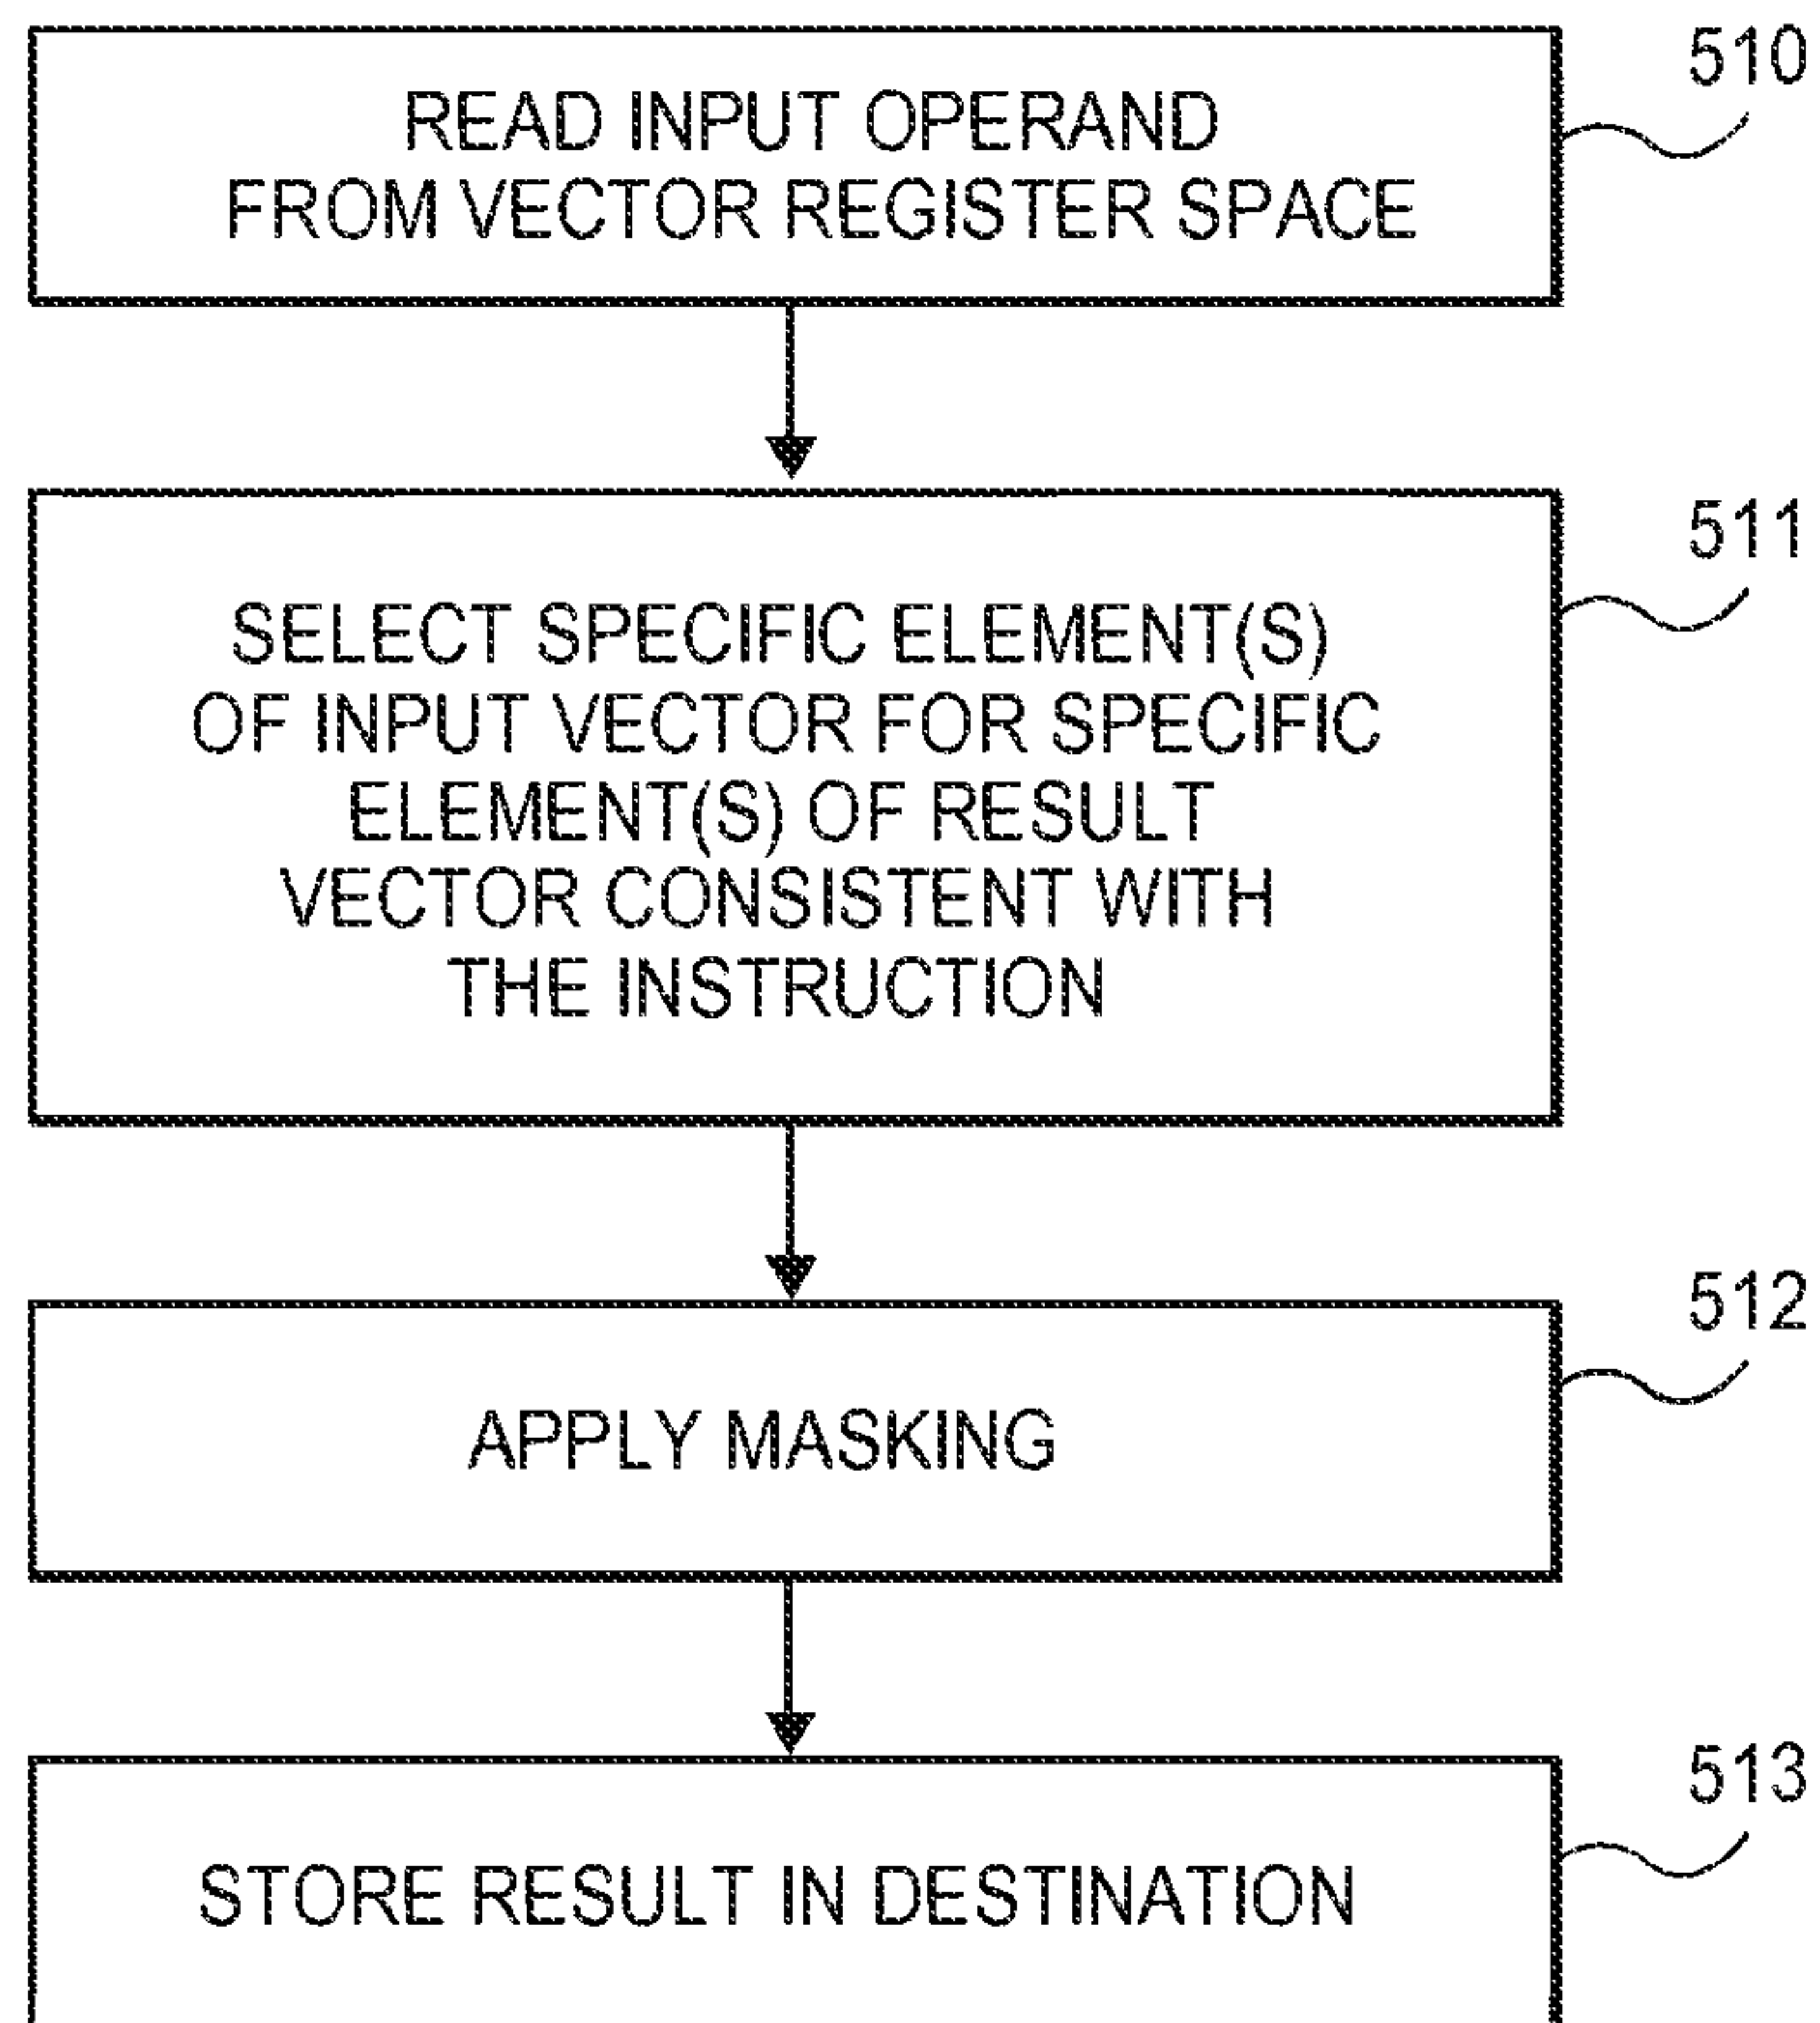 510
READ INPUT OPERAND
FROM VECTOR REGISTER SPACE
511
SELECT SPECIFIC ELEMENT(S)
OF INPUT VECTOR FOR SPECIFIC
ELEMENT(S) OF RESULT
VECTOR CONSISTENT WITH
THE INSTRUCTION
512
APPLY MASKING
513
STORE RESULT IN DESTINATION